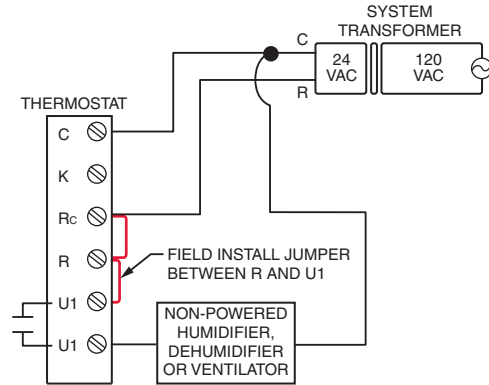 SYSTEM
TRANSFORMER
C
24
VAC
120
VAC
R
THERMOSTAT
C
K
RC
R
FIELD INSTALL JUMPER
BETWEEN R AND U1
U1
U1
NON-POWERED
HUMIDIFIER,
DEHUMIDIFIER
OR VENTILATOR